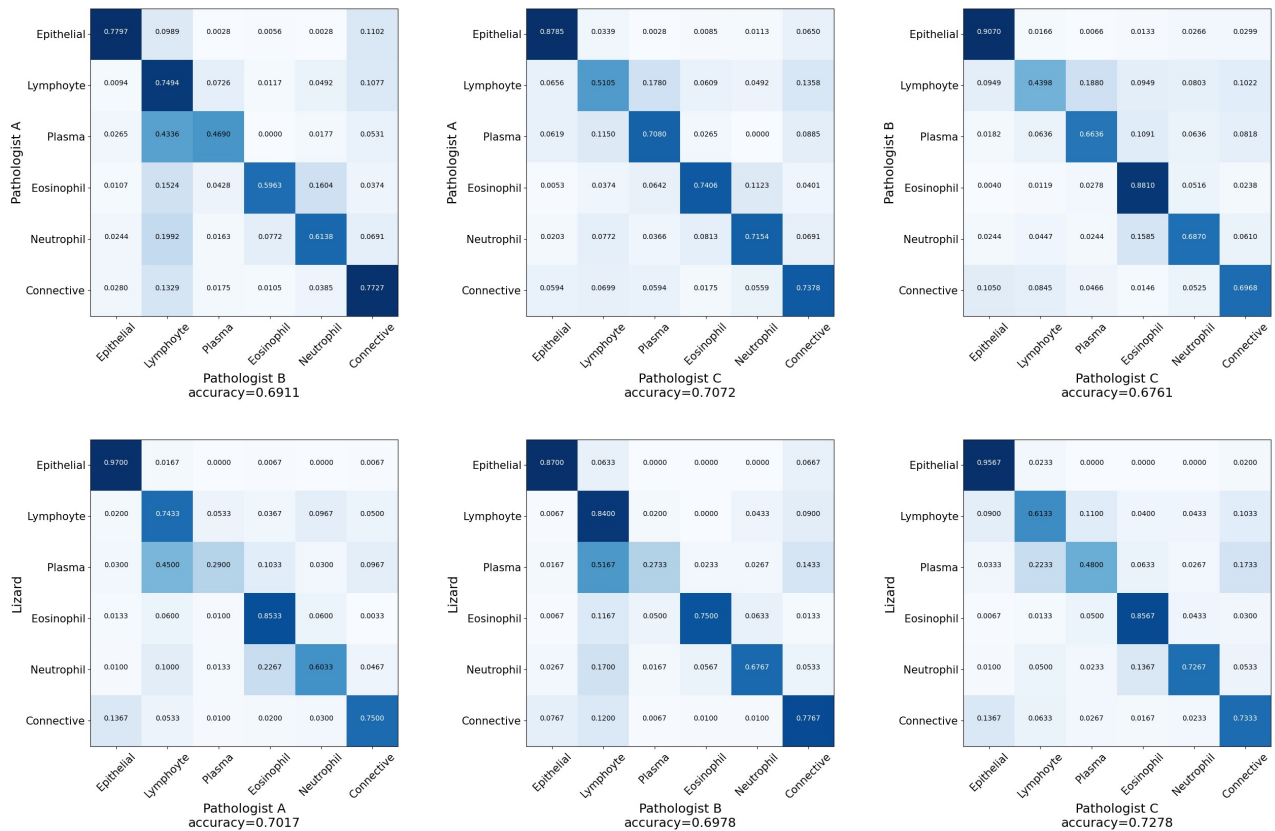 Epithelial 0.7797 0.0989 0.0028 0.0056 0.0028 0.1102
Lymphoyte 0.0094 0.7494 0.0726 0.0117 0.0492 0.1077
Plasma 0.0265 0.4336 0.4690 0.0000 0.0177 0.0531
Eosinophil 0.0107 0.1524 0.0428 0.5963 0.1604 0.0374
Neutrophil 0.0244 0.1992 0.0163 0.0772 0.6138 0.0691
Connective 0.0280 0.1329 0.0175 0.0105 0.0385 0.7727
Pathologist A
Epithelial Lymphoyte Plasma Eosinophil Neutrophil Connective
Pathologist B
accuracy=0.6911
Epithelial 0.8785 0.0339 0.0028 0.0085 0.0113 0.0650
Lymphoyte 0.0656 0.5105 0.1780 0.0609 0.0492 0.1358
Plasma 0.0619 0.1150 0.7080 0.0265 0.0000 0.0885
Eosinophil 0.0053 0.0374 0.0642 0.7406 0.1123 0.0401
Neutrophil 0.0203 0.0772 0.0366 0.0813 0.7154 0.0691
Connective 0.0594 0.0699 0.0594 0.0175 0.0559 0.7378
Pathologist A
Epithelial Lymphoyte Plasma Eosinophil Neutrophil Connective
Pathologist C
accuracy=0.7072
Epithelial 0.9070 0.0166 0.0066 0.0133 0.0266 0.0299
Lymphoyte 0.0949 0.4398 0.1880 0.0949 0.0803 0.1022
Plasma 0.0182 0.0636 0.6636 0.1091 0.0636 0.0818
Eosinophil 0.0040 0.0119 0.0278 0.8810 0.0516 0.0238
Neutrophil 0.0244 0.0447 0.0244 0.1585 0.6870 0.0610
Connective 0.1050 0.0845 0.0466 0.0146 0.0525 0.6968
Pathologist B
Epithelial Lymphoyte Plasma Eosinophil Neutrophil Connective
Pathologist C
accuracy=0.6761
Epithelial 0.9700 0.0167 0.0000 0.0067 0.0000 0.0067
Lymphoyte 0.0200 0.7433 0.0533 0.0367 0.0967 0.0500
Plasma 0.0300 0.4500 0.2900 0.1033 0.0300 0.0967
Eosinophil 0.0133 0.0600 0.0100 0.8533 0.0600 0.0033
Neutrophil 0.0100 0.1000 0.0133 0.2267 0.6033 0.0467
Connective 0.1367 0.0533 0.0100 0.0200 0.0300 0.7500
Lizard
Epithelial Lymphoyte Plasma Eosinophil Neutrophil Connective
Pathologist A
accuracy=0.7017
Epithelial 0.8700 0.0633 0.0000 0.0000 0.0000 0.0667
Lymphoyte 0.0067 0.8400 0.0200 0.0000 0.0433 0.0900
Plasma 0.0167 0.5167 0.2733 0.0233 0.0267 0.1433
Eosinophil 0.0067 0.1167 0.0500 0.7500 0.0633 0.0133
Neutrophil 0.0267 0.1700 0.0167 0.0567 0.6767 0.0533
Connective 0.0767 0.1200 0.0067 0.0100 0.0100 0.7767
Lizard
Epithelial Lymphoyte Plasma Eosinophil Neutrophil Connective
Pathologist B
accuracy=0.6978
Epithelial 0.9567 0.0233 0.0000 0.0000 0.0000 0.0200
Lymphoyte 0.0900 0.6133 0.1100 0.0400 0.0433 0.1033
Plasma 0.0333 0.2233 0.4800 0.0633 0.0267 0.1733
Eosinophil 0.0067 0.0133 0.0500 0.8567 0.0433 0.0300
Neutrophil 0.0100 0.0500 0.0233 0.1367 0.7267 0.0533
Connective 0.1367 0.0633 0.0267 0.0167 0.0233 0.7333
Lizard
Epithelial Lymphoyte Plasma Eosinophil Neutrophil Connective
Pathologist C
accuracy=0.7278